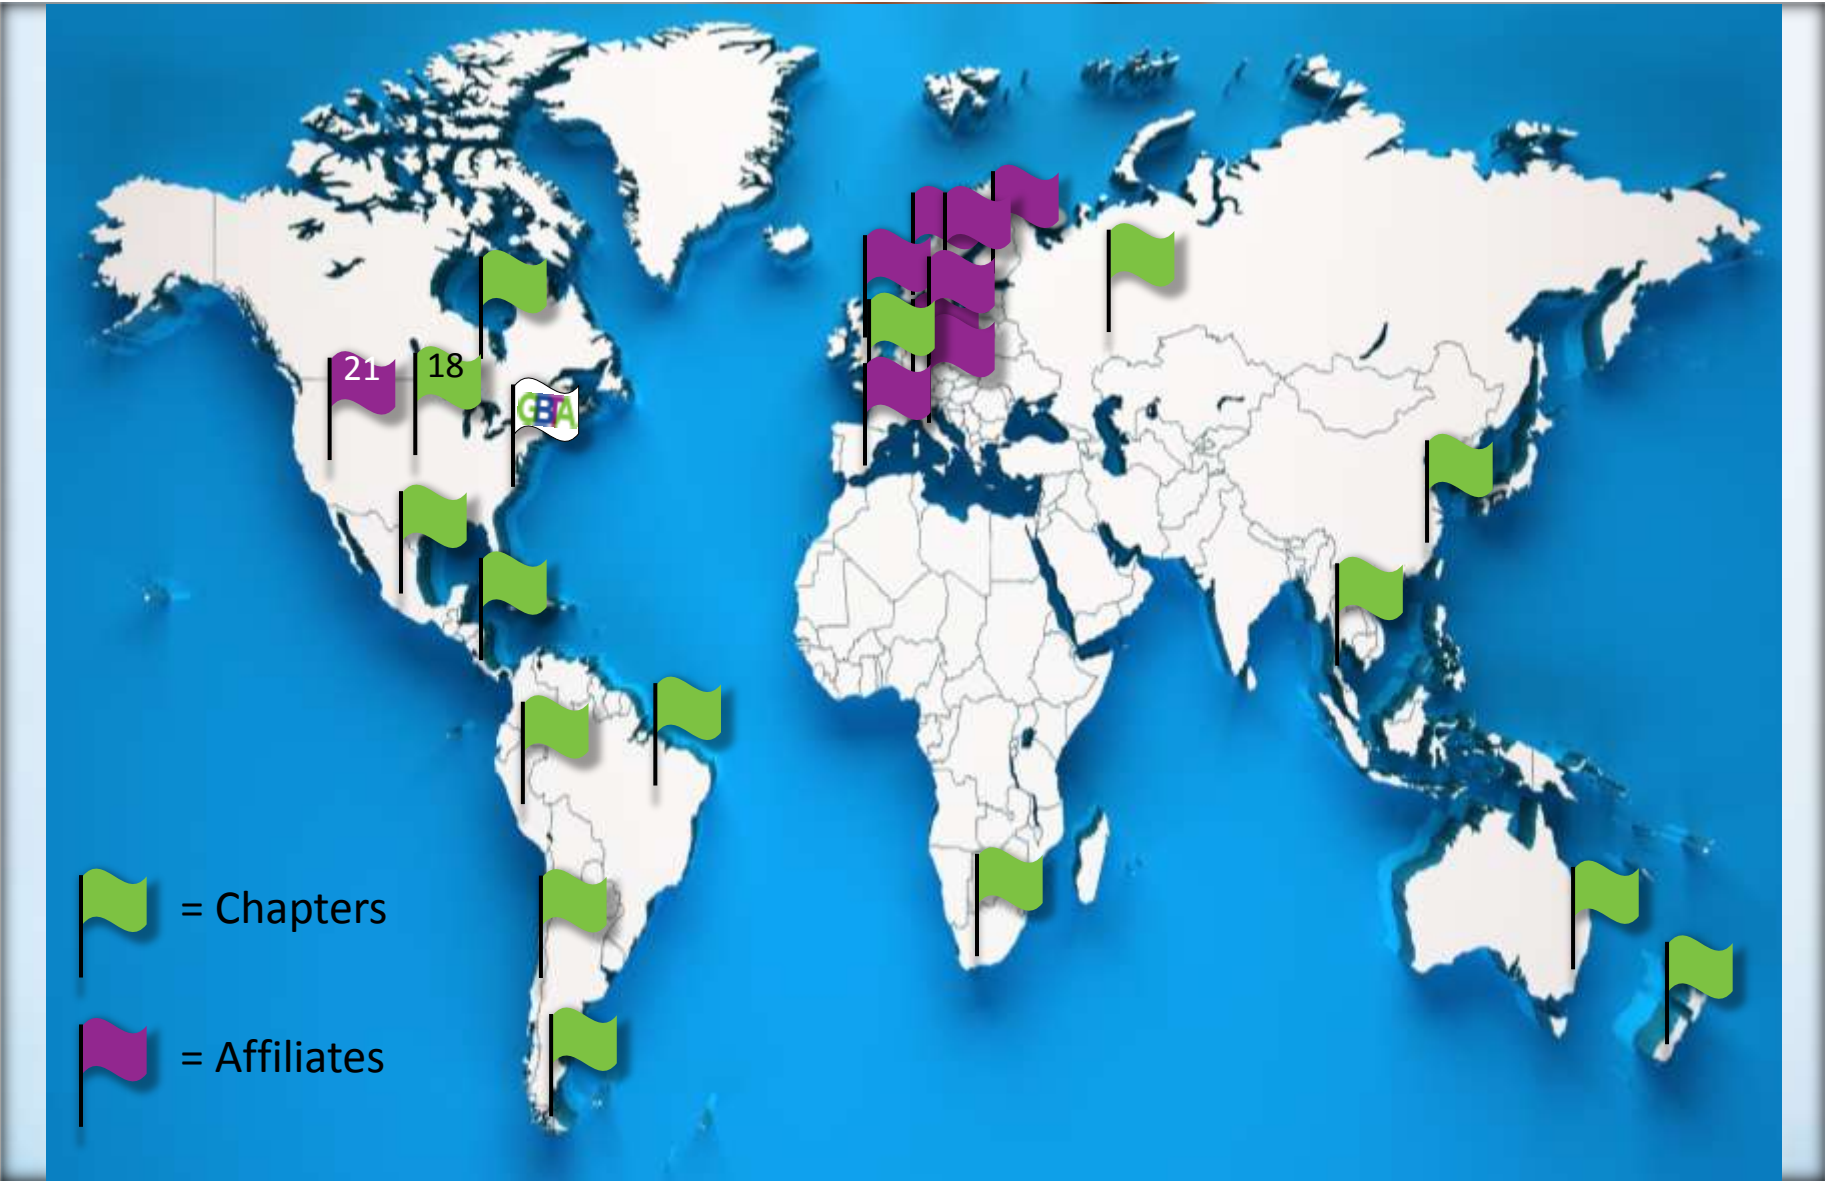 21
18
GBTA
= Chapters
= Affiliates